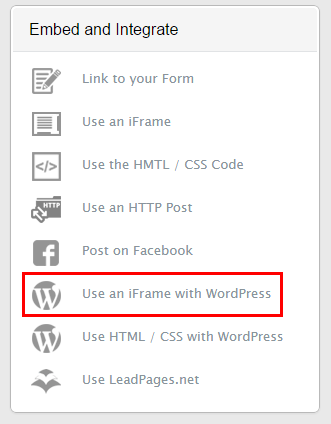 Embed and Integrate
Link to your Form
Use an iFrame
Use the HMTL / CSS Code
HTTP
Use an HTTP Post
Post on Facebook
Use an iFrame with WordPress
Use HTML / CSS with WordPress
Use LeadPages.net